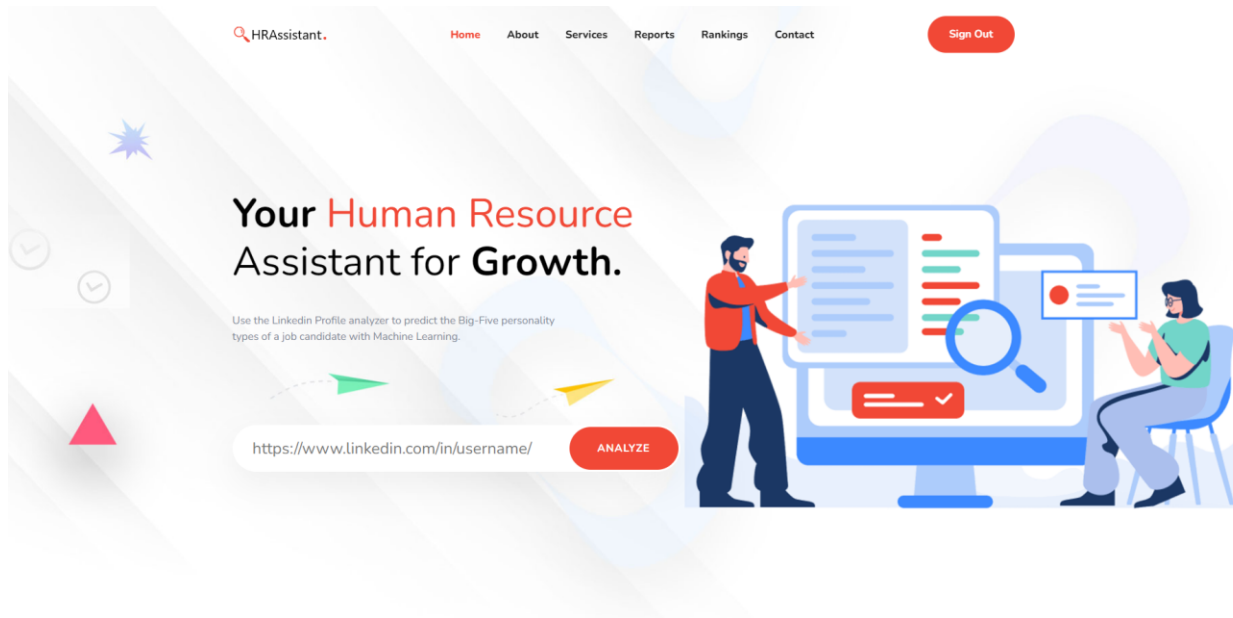 HRAssistant.
Home About Services Reports Rankings Contact
Sign Out
Your Human Resource
Assistant for Growth.
Use the Linkedin Profile analyzer to predict the Big-Five personality
types of a job candidate with Machine Learning.
https://www.linkedin.com/in/username/
ANALYZE